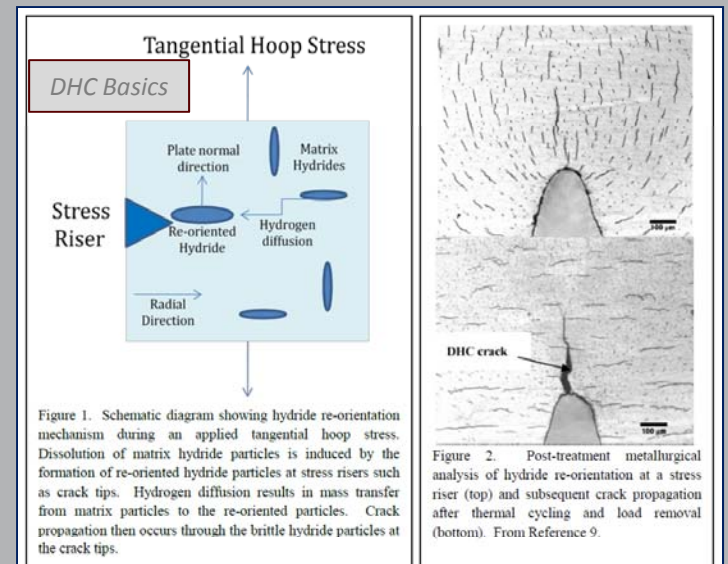 Tangential Hoop Stress
DHC Basics
Plate normal
direction
Matrix
Hydrides
Stress
Riser
Re-oriented
Hydride
Hydrogen
diffusion
Radial
Direction
Figure 1. Schematic diagram showing hydride re-orientation
mechanism during an applied tangential hoop stress.
Dissolution of matrix hydride particles is induced by the
formation of re-oriented hydride particles at stress risers such
as crack tips. Hydrogen diffusion results in mass transfer
from matrix particles to the re-oriented particles. Crack
propagation then occurs through the brittle hydride particles at
the crack tips.
100 μm
DHC crack
100 μm
Figure 2. Post-treatment metallurgical
analysis of hydride re-orientation at a stress
riser (top) and subsequent crack propagation
after thermal cycling and load removal
(bottom). From Reference 9.